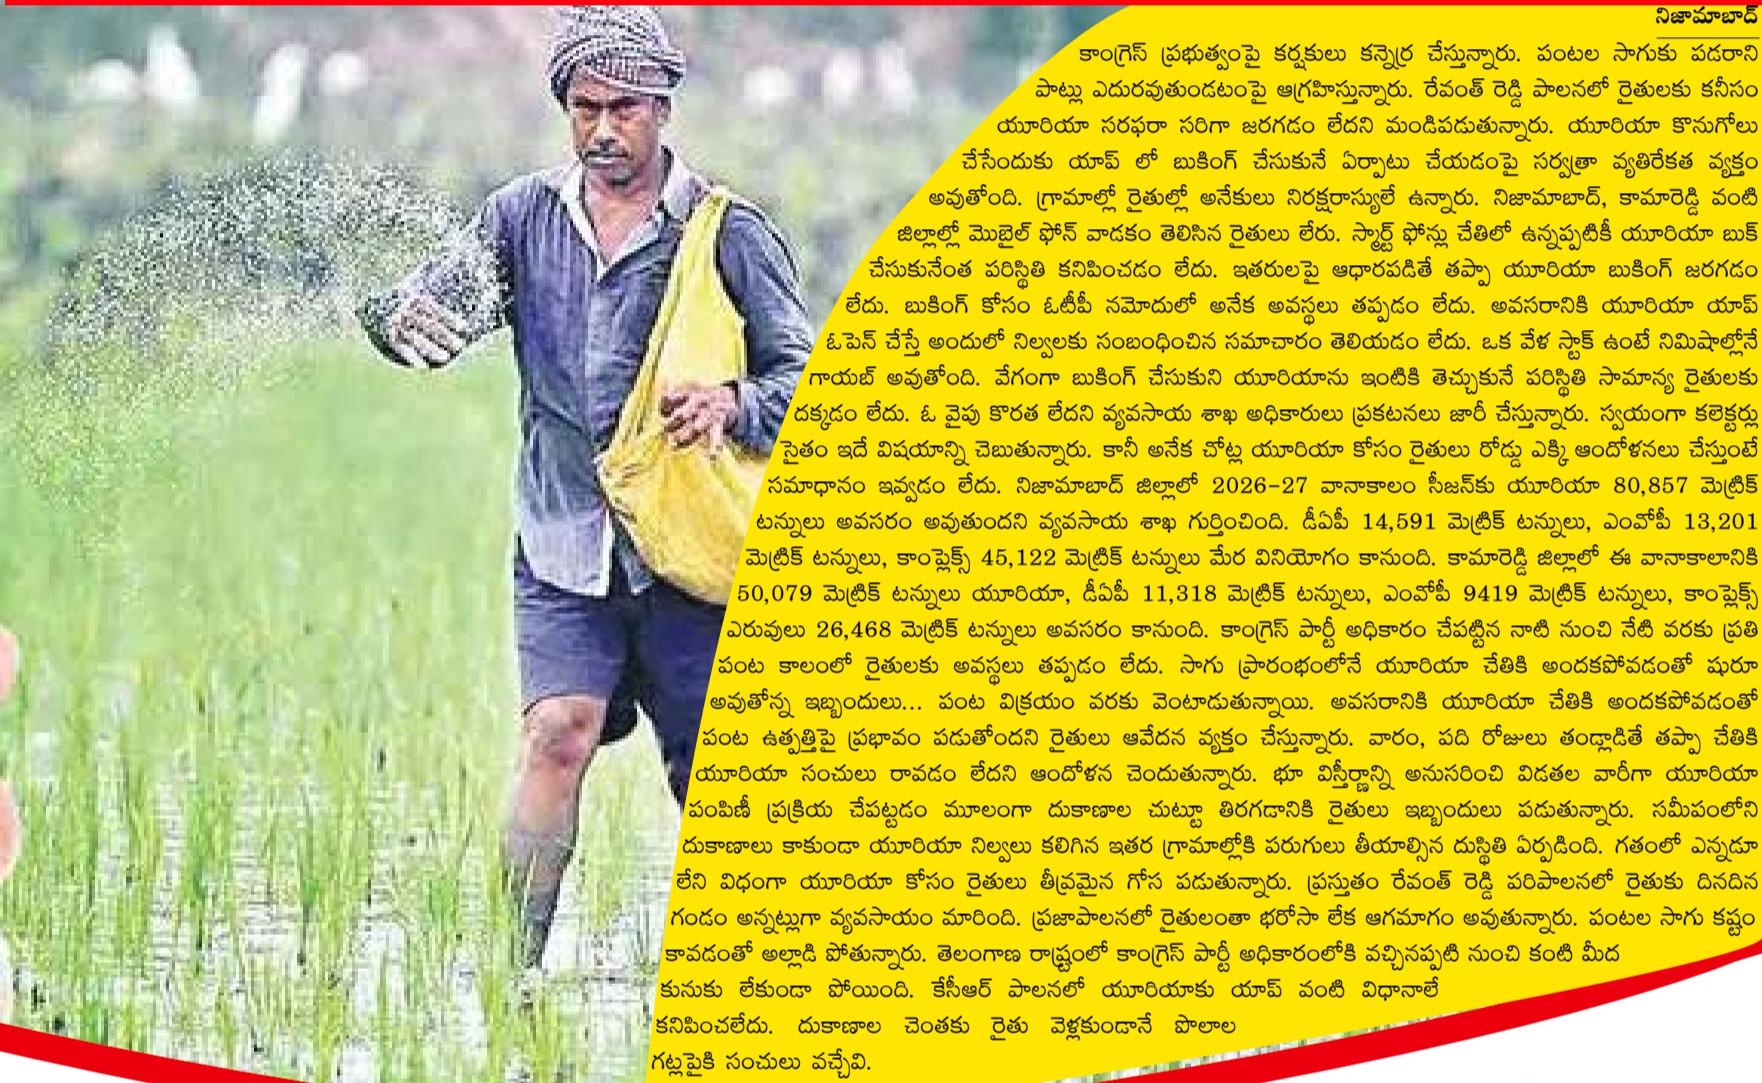 నిజామాబాద్
కాంగ్రెస్ ప్రభుత్వంపై కర్షకులు కన్నెర్ర చేస్తున్నారు. పంటల సాగుకు పడరాని
పాట్లు ఎదురవుతుండటంపై ఆగ్రహిస్తున్నారు. రేవంత్ రెడ్డి పాలనలో రైతులకు కనీసం
యూరియా సరఫరా సరిగా జరగడం లేదని మండిపడుతున్నారు. యూరియా కొనుగోలు
చేసేందుకు యాప్ లో బుకింగ్ చేసుకునే ఏర్పాటు చేయడంపై సర్వత్రా వ్యతిరేకత వ్యక్తం
అవుతోంది. గ్రామాల్లో రైతుల్లో అనేకులు నిరక్షరాస్యులే ఉన్నారు. నిజామాబాద్, కామారెడ్డి వంటి
జిల్లాల్లో మొబైల్ ఫోన్ వాడకం తెలిసిన రైతులు లేరు. స్మార్ట్ ఫోన్లు చేతిలో ఉన్నప్పటికీ యూరియా బుక్
చేసుకునేంత పరిస్థితి కనిపించడం లేదు. ఇతరులపై ఆధారపడితే తప్పా యూరియా బుకింగ్ జరగడం
లేదు. బుకింగ్ కోసం ఓటీపీ నమోదులో అనేక అవస్థలు తప్పడం లేదు. అవసరానికి యూరియా యాప్
ఓపెన్ చేస్తే అందులో నిల్వలకు సంబంధించిన సమాచారం తెలియడం లేదు. ఒక వేళ స్టాక్ ఉంటే నిమిషాల్లోనే
గాయబ్ అవుతోంది. వేగంగా బుకింగ్ చేసుకుని యూరియాను ఇంటికి తెచ్చుకునే పరిస్థితి సామాన్య రైతులకు
దక్కడం లేదు. ఓ వైపు కొరత లేదని వ్యవసాయ శాఖ అధికారులు ప్రకటనలు జారీ చేస్తున్నారు. స్వయంగా కలెక్టర్లు
సైతం ఇదే విషయాన్ని చెబుతున్నారు. కానీ అనేక చోట్ల యూరియా కోసం రైతులు రోడ్డు ఎక్కి ఆందోళనలు చేస్తుంటే
సమాధానం ఇవ్వడం లేదు. నిజామాబాద్ జిల్లాలో 2026-27 వానాకాలం సీజన్‌కు యూరియా 80,857 మెట్రిక్
టన్నులు అవసరం అవుతుందని వ్యవసాయ శాఖ గుర్తించింది. డీఏపీ 14,591 మెట్రిక్ టన్నులు, ఎంవోపీ 13,201
మెట్రిక్ టన్నులు, కాంప్లెక్స్ 45,122 మెట్రిక్ టన్నులు మేర వినియోగం కానుంది. కామారెడ్డి జిల్లాలో ఈ వానాకాలానికి
50,079 మెట్రిక్ టన్నులు యూరియా, డీఏపీ 11,318 మెట్రిక్ టన్నులు, ఎంవోపీ 9419 మెట్రిక్ టన్నులు, కాంప్లెక్స్
ఎరువులు 26,468 మెట్రిక్ టన్నులు అవసరం కానుంది. కాంగ్రెస్ పార్టీ అధికారం చేపట్టిన నాటి నుంచి నేటి వరకు ప్రతి
పంట కాలంలో రైతులకు అవస్థలు తప్పడం లేదు. సాగు ప్రారంభంలోనే యూరియా చేతికి అందకపోవడంతో షురూ
అవుతోన్న ఇబ్బందులు... పంట విక్రయం వరకు వెంటాడుతున్నాయి. అవసరానికి యూరియా చేతికి అందకపోవడంతో
పంట ఉత్పత్తిపై ప్రభావం పడుతోందని రైతులు ఆవేదన వ్యక్తం చేస్తున్నారు. వారం, పది రోజులు తండ్లాడితే తప్పా చేతికి
యూరియా సంచులు రావడం లేదని ఆందోళన చెందుతున్నారు. భూ విస్తీర్ణాన్ని అనుసరించి విడతల వారీగా యూరియా
పంపిణీ ప్రక్రియ చేపట్టడం మూలంగా దుకాణాల చుట్టూ తిరగడానికి రైతులు ఇబ్బందులు పడుతున్నారు. సమీపంలోని
దుకాణాలు కాకుండా యూరియా నిల్వలు కలిగిన ఇతర గ్రామాల్లోకి పరుగులు తీయాల్సిన దుస్థితి ఏర్పడింది. గతంలో ఎన్నడూ
లేని విధంగా యూరియా కోసం రైతులు తీవ్రమైన గోస పడుతున్నారు. ప్రస్తుతం రేవంత్ రెడ్డి పరిపాలనలో రైతుకు దినదిన
గండం అన్నట్లుగా వ్యవసాయం మారింది. ప్రజాపాలనలో రైతులంతా భరోసా లేక ఆగమాగం అవుతున్నారు. పంటల సాగు కష్టం
కావడంతో అల్లాడి పోతున్నారు. తెలంగాణ రాష్ట్రంలో కాంగ్రెస్ పార్టీ అధికారంలోకి వచ్చినప్పటి నుంచి కంటి మీద
కునుకు లేకుండా పోయింది. కేసీఆర్ పాలనలో యూరియాకు యాప్ వంటి విధానాలే
కనిపించలేదు. దుకాణాల చెంతకు రైతు వెళ్లకుండానే పొలాల
గట్లపైకి సంచులు వచ్చేవి.